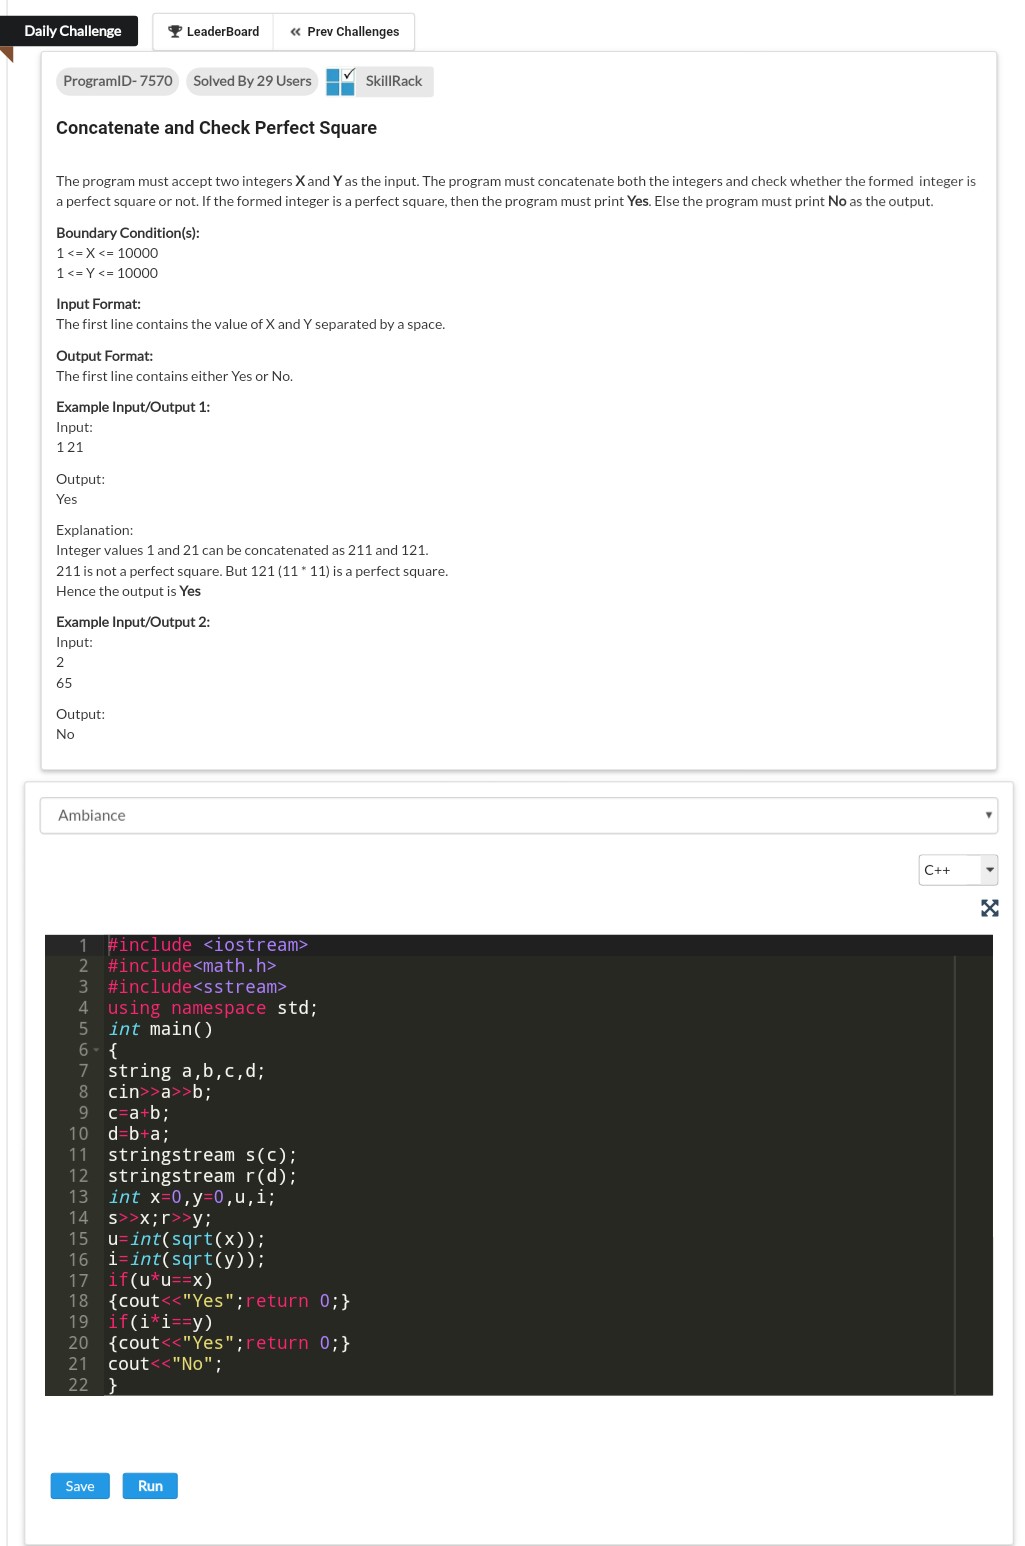 Daily Challenge
LeaderBoard
Prev Challenges
ProgramID- 7570
Solved By 29 Users
SkillRack
Concatenate and Check Perfect Square
The program must accept two integers X and Y as the input. The program must concatenate both the integers and check whether the formed integer is
a perfect square or not. If the formed integer is a perfect square, then the program must print Yes. Else the program must print No as the output.
Boundary Condition(s):
1 <= X <= 10000
1 <= Y <= 10000
Input Format:
The first line contains the value of X and Y separated by a space.
Output Format:
The first line contains either Yes or No.
Example Input/Output 1:
Input:
1 21
Output:
Yes
Explanation:
Integer values 1 and 21 can be concatenated as 211 and 121.
211 is not a perfect square. But 121 (11 * 11) is a perfect square.
Hence the output is Yes
Example Input/Output 2:
Input:
2
65
Output:
No
Ambiance
C++
1 #include <iostream>
2 #include<math.h>
3 #include<sstream>
4 using namespace std;
5 int main()
6 {
7 string a,b,c,d;
8 cin>>a>>b;
9 c=a+b;
10 d=b+a;
11 stringstream s(c);
12 stringstream r(d);
13 int x=0,y=0,u,i;
14 s>>x;r>>y;
15 u=int(sqrt(x));
16 i=int(sqrt(y));
17 if(u*u==x)
18 {cout<<"Yes";return 0;}
19 if(i*i==y)
20 {cout<<"Yes";return 0;}
21 cout<<"No";
22 }
Save
Run